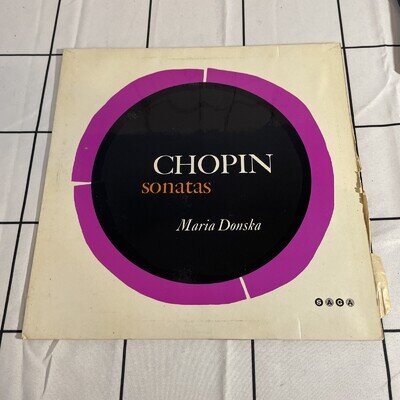 CHOPIN
sonatas
Maria Donska
SAGA